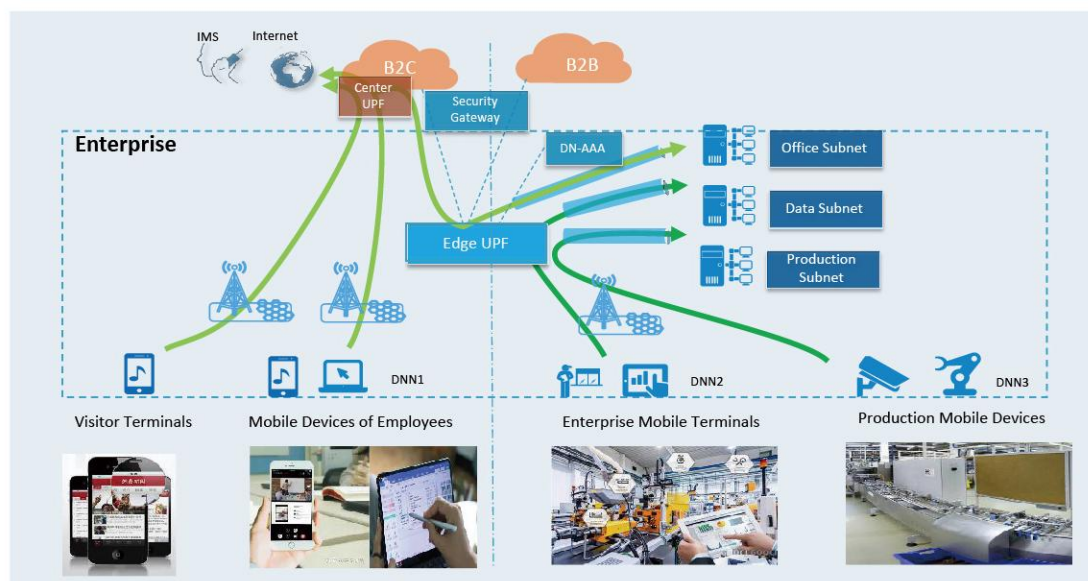 IMS
Internet
B2C
B2B
Center
UPF
Security
Gateway
Enterprise
DN-AAA
Office Subnet
Data Subnet
Edge UPF
Production
Subnet
DNN1
DNN2
DNN3
Visitor Terminals
Mobile Devices of Employees
Enterprise Mobile Terminals
Production Mobile Devices